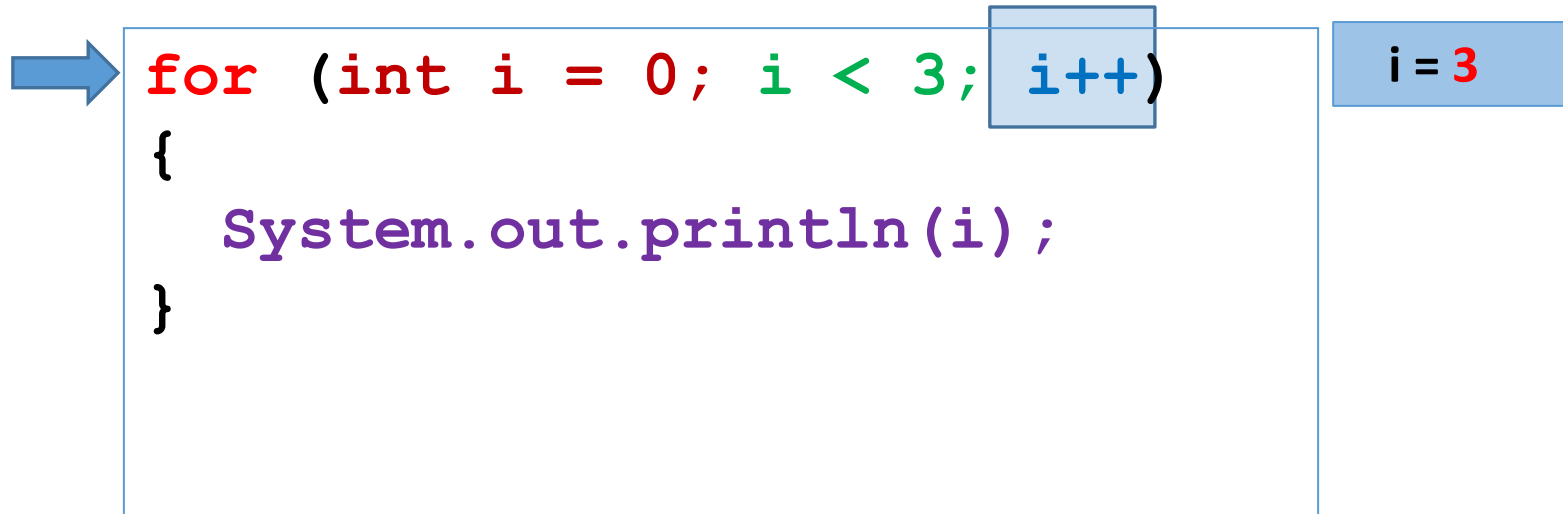 for (int i = 0; i < 3; i++)
i = 3
{
System.out.println(i);
}